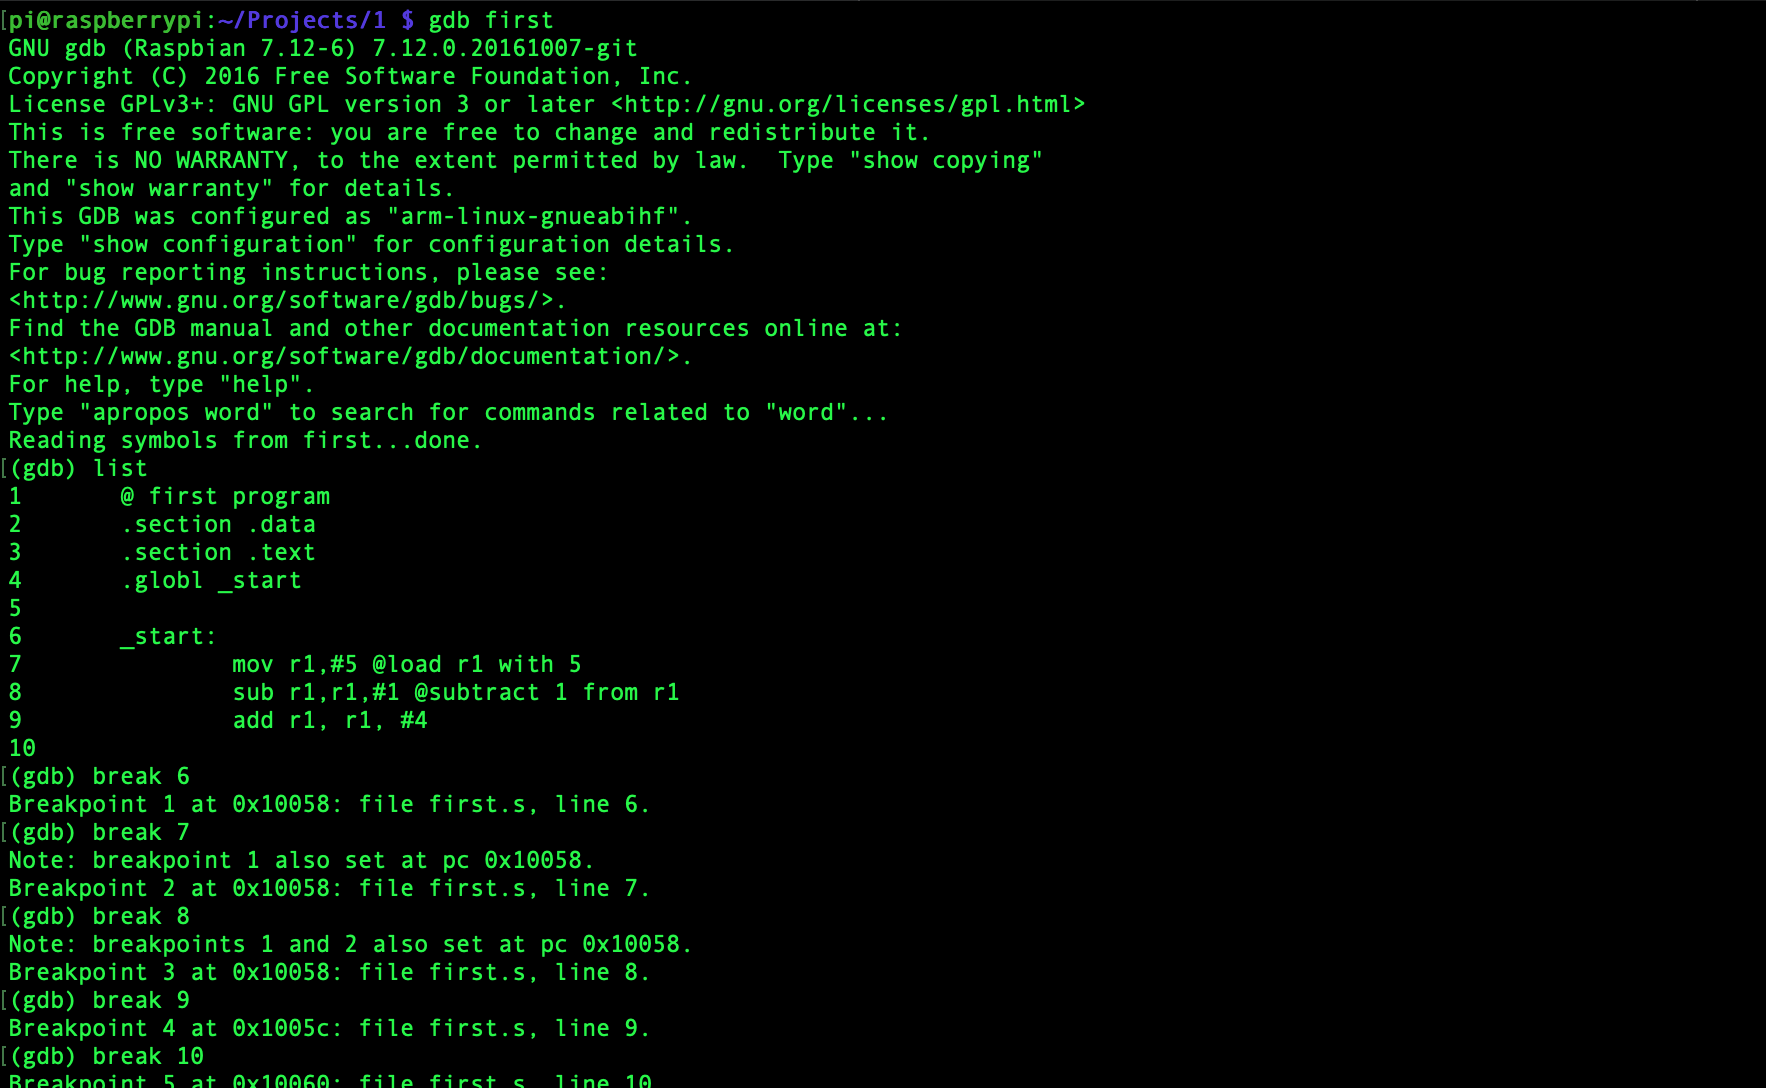 [pi@raspberrypi:~/Projects/1 $ gdb first
GNU gdb (Raspbian 7.12-6) 7.12.0.20161007-git
Copyright (C) 2016 Free Software Foundation, Inc.
License GPLv3+: GNU GPL version 3 or later <http://gnu.org/licenses/gpl.html>
This is free software: you are free to change and redistribute it.
There is NO WARRANTY, to the extent permitted by law.  Type "show copying"
and "show warranty" for details.
This GDB was configured as "arm-linux-gnueabihf".
Type "show configuration" for configuration details.
For bug reporting instructions, please see:
<http://www.gnu.org/software/gdb/bugs/>.
Find the GDB manual and other documentation resources online at:
<http://www.gnu.org/software/gdb/documentation/>.
For help, type "help".
Type "apropos word" to search for commands related to "word"...
Reading symbols from first...done.
[(gdb) list
1       @ first program
2       .section .data
3       .section .text
4       .globl _start
5
6       _start:
7               mov r1,#5 @load r1 with 5
8               sub r1,r1,#1 @subtract 1 from r1
9               add r1, r1, #4
10
[(gdb) break 6
Breakpoint 1 at 0x10058: file first.s, line 6.
[(gdb) break 7
Note: breakpoint 1 also set at pc 0x10058.
Breakpoint 2 at 0x10058: file first.s, line 7.
[(gdb) break 8
Note: breakpoints 1 and 2 also set at pc 0x10058.
Breakpoint 3 at 0x10058: file first.s, line 8.
[(gdb) break 9
Breakpoint 4 at 0x1005c: file first.s, line 9.
[(gdb) break 10
Breakpoint 5 at 0x10060: file first.s, line 10.